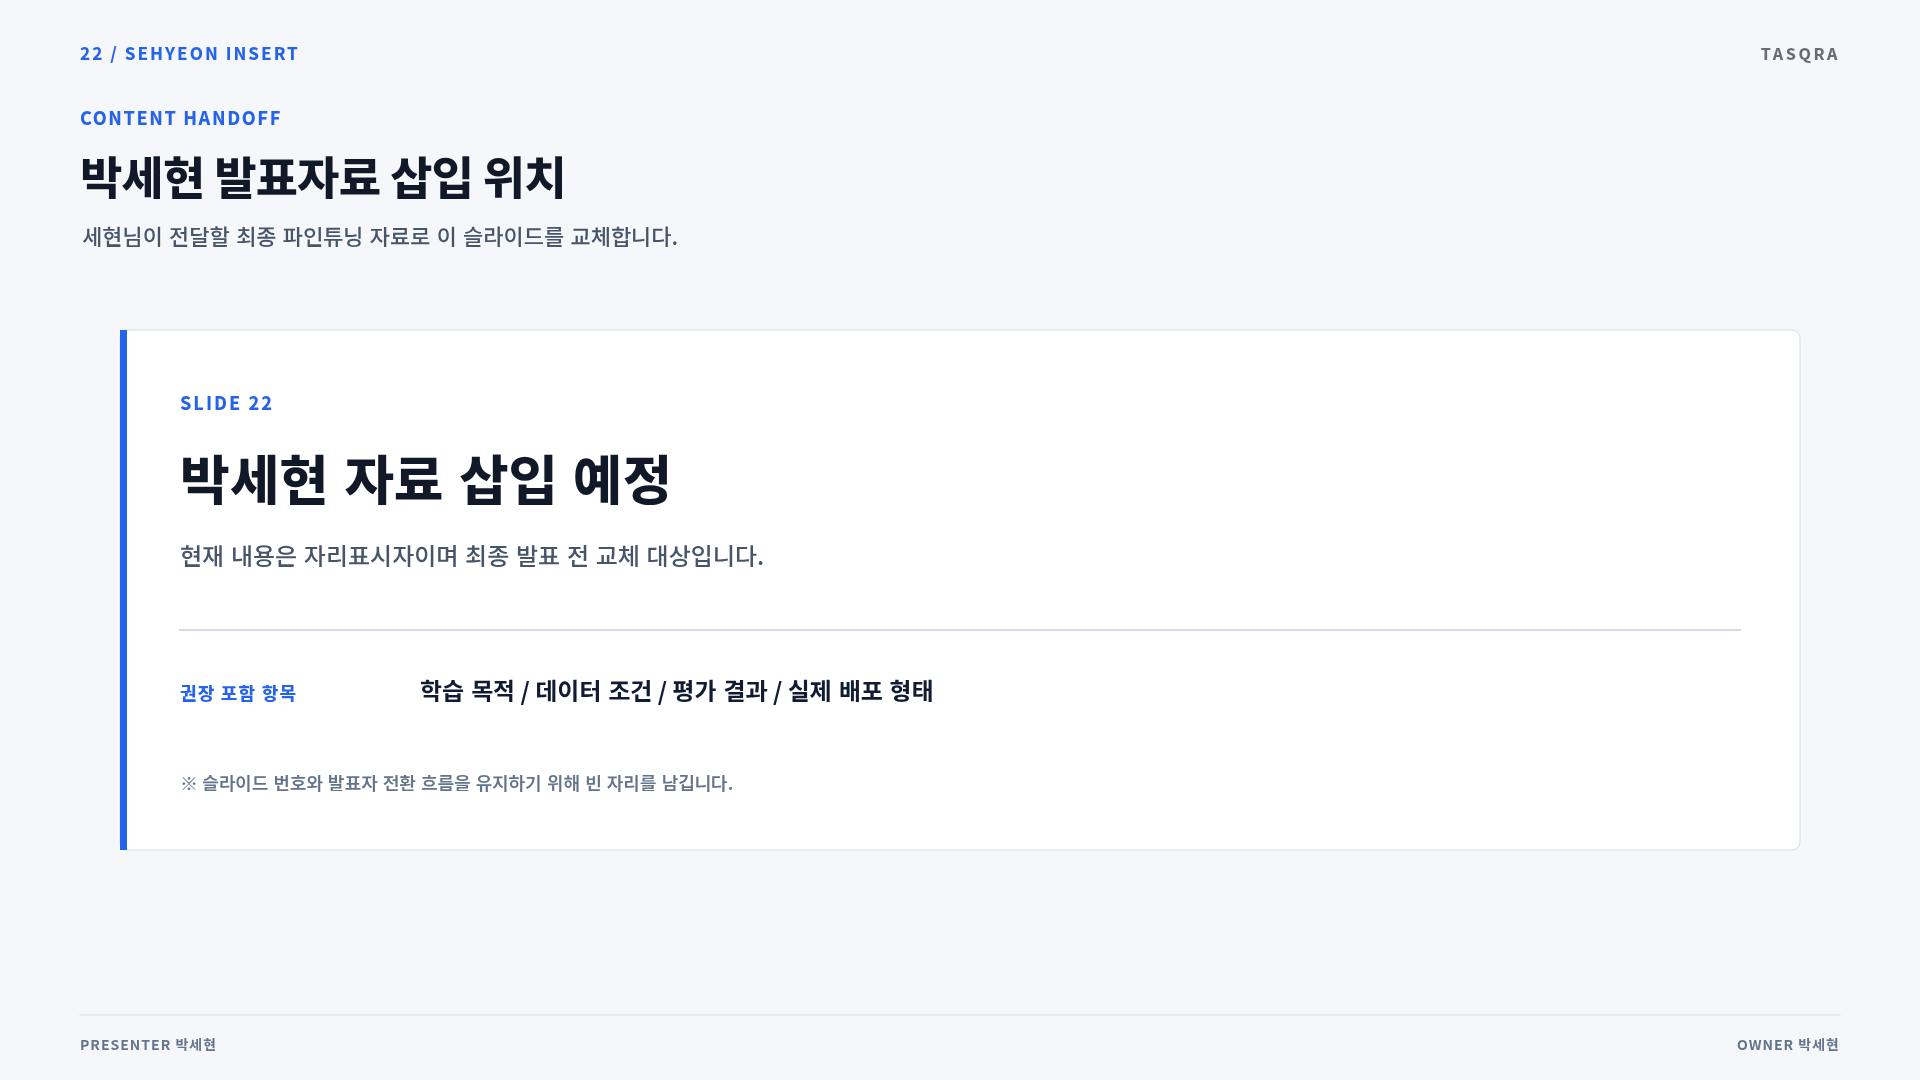 22 / SEHYEON INSERT
TASQRA
CONTENT HANDOFF
박세현 발표자료 삽입 위치
세현님이 전달할 최종 파인튜닝 자료로 이 슬라이드를 교체합니다.
SLIDE 22
박세현 자료 삽입 예정
현재 내용은 자리표시자이며 최종 발표 전 교체 대상입니다.
권장 포함 항목
학습 목적 / 데이터 조건 / 평가 결과 / 실제 배포 형태
※ 슬라이드 번호와 발표자 전환 흐름을 유지하기 위해 빈 자리를 남깁니다.
PRESENTER 박세현
OWNER 박세현